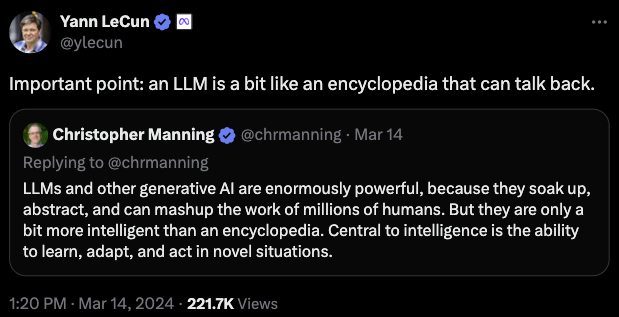 Yann LeCun
@ylecun
Important point: an LLM is a bit like an encyclopedia that can talk back.
Christopher Manning @chrmanning · Mar 14
Replying to @chrmanning
LLMs and other generative AI are enormously powerful, because they soak up,
abstract, and can mashup the work of millions of humans. But they are only a
bit more intelligent than an encyclopedia. Central to intelligence is the ability
to learn, adapt, and act in novel situations.
1:20 PM · Mar 14, 2024 · 221.7K Views